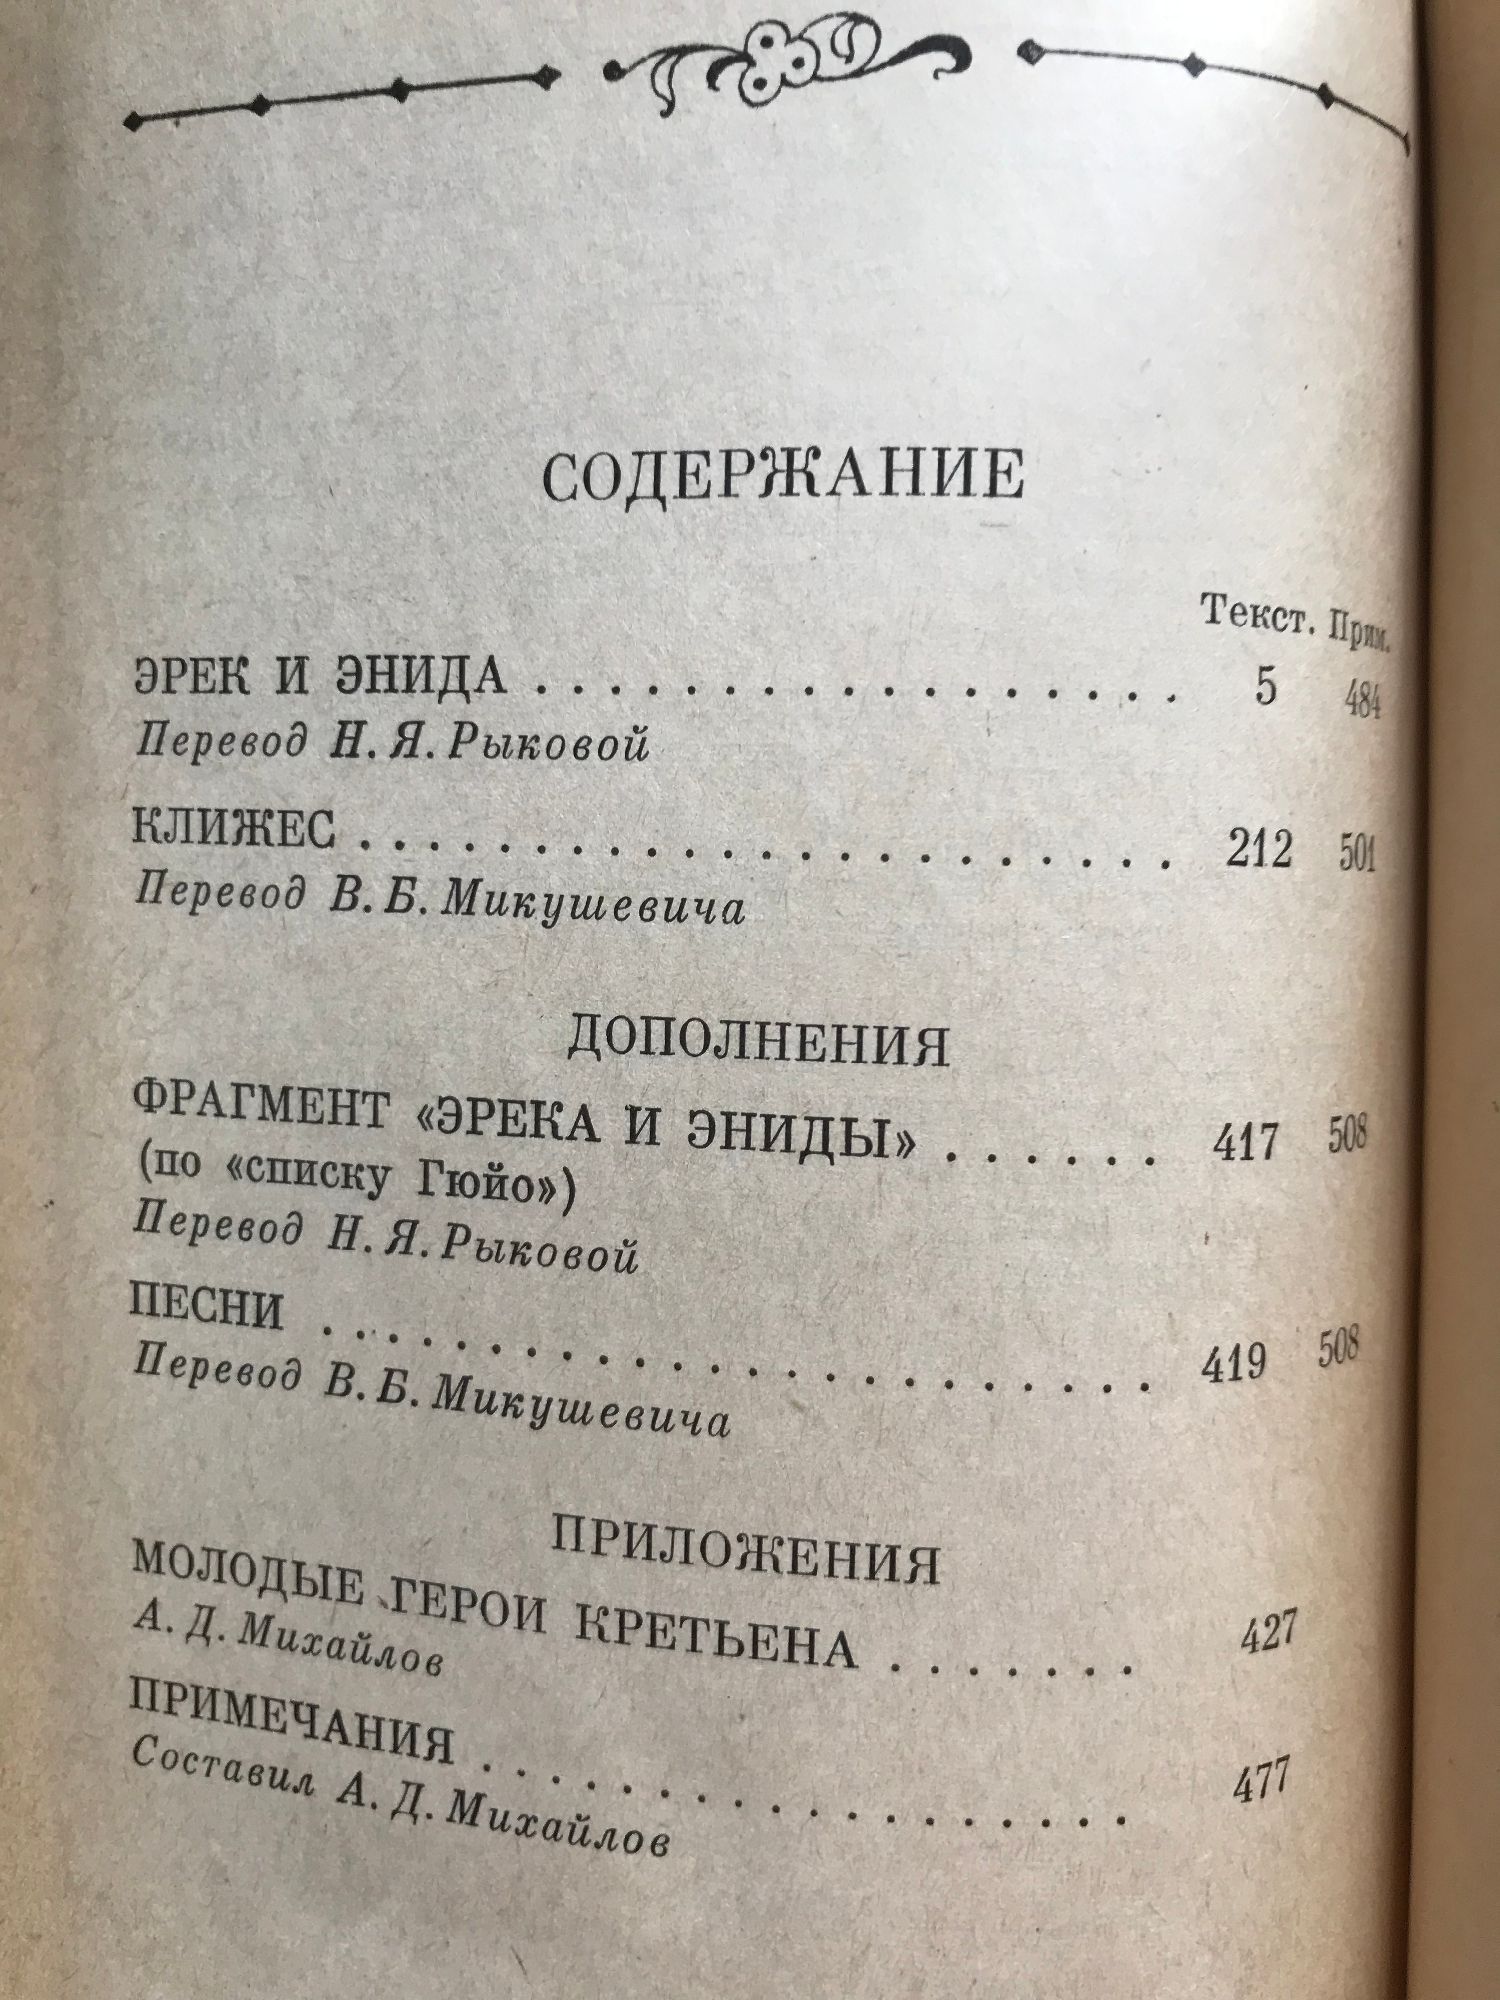 СОДЕРЖАНИЕ
Текст. Прим.
ЭРЕК И ЭНИДА . . . . . . . . . . . . . . . . . . 5 484
Перевод Н. Я. Рыковой
КЛИЖЕС . . . . . . . . . . . . . . . . . . . . . . 212 501
Перевод В. Б. Микушевича
ДОПОЛНЕНИЯ
ФРАГМЕНТ «ЭРЕКА И ЭНИДЫ» . . . . . . 417 508
(по «списку Гюйо»)
Перевод Н. Я. Рыковой
ПЕСНИ . . . . . . . . . . . . . . . . . . . . . . . 419 508
Перевод В. Б. Микушевича
ПРИЛОЖЕНИЯ
МОЛОДЫЕ ГЕРОИ КРЕТЬЕНА . . . . . . . 427
А. Д. Михайлов
ПРИМЕЧАНИЯ . . . . . . . . . . . . . . . . . . 477
Составил А. Д. Михайлов